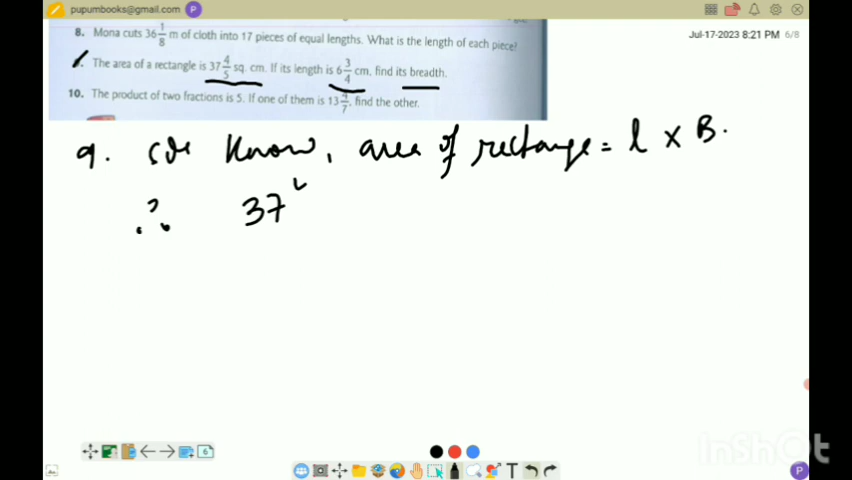 pupumbooks@gmail.com P
Jul-17-2023 8:21 PM 6/8
8. Mona cuts 36 1/8 m of cloth into 17 pieces of equal lengths. What is the length of each piece?
The area of a rectangle is 37 4/5 sq. cm. If its length is 6 3/4 cm, find its breadth.
10. The product of two fractions is 5. If one of them is 13 4/7, find the other.
9. We know, area of rectange = l × B.
∴ 37
6
T
InShOt
P